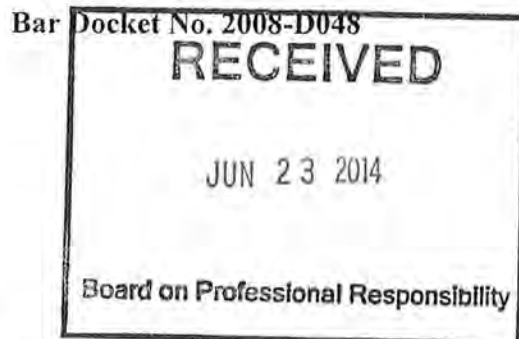 Bar Docket No. 2008-D048
RECEIVED
JUN 23 2014
Board on Professional Responsibility